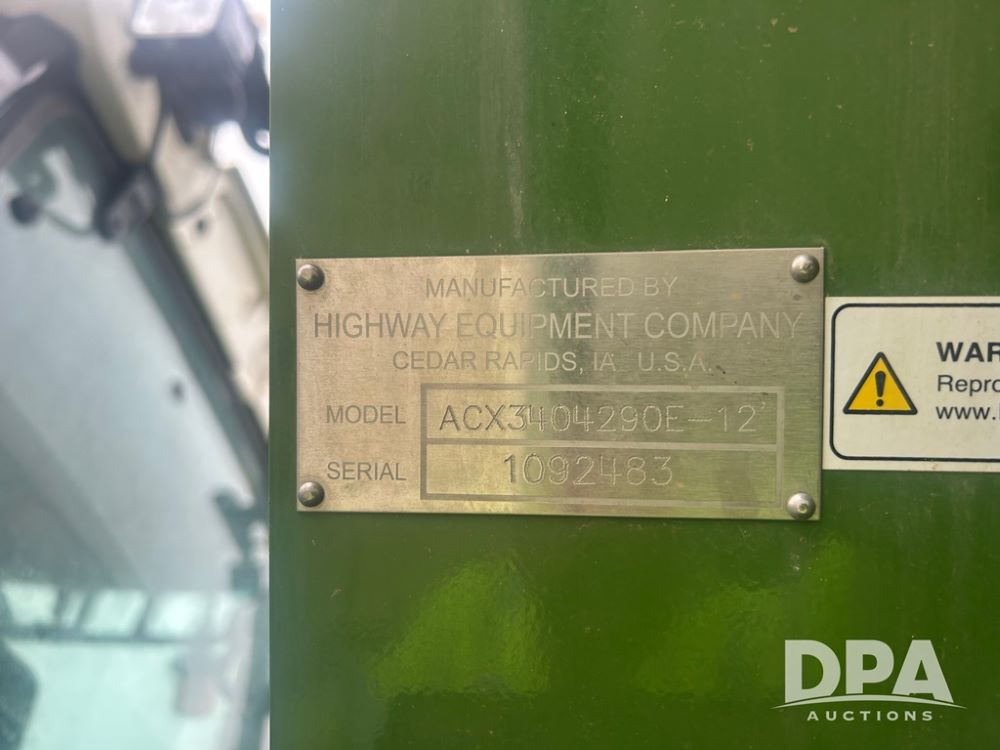 MANUFACTURED BY
HIGHWAY EQUIPMENT COMPANY
CEDAR RAPIDS, IA U.S.A.
MODEL ACX3404290E-12'
SERIAL 1092483
WAR
Repro
www.
DPA
AUCTIONS